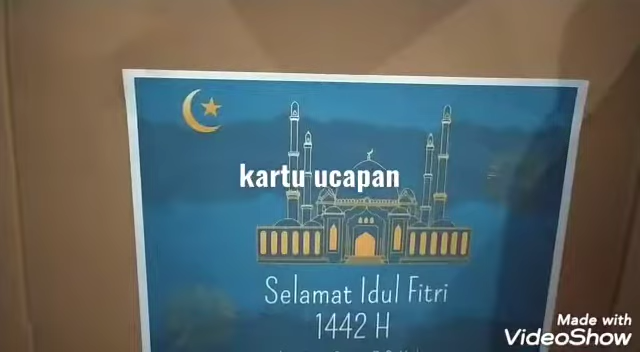 kartu ucapan
Selamat Idul Fitri
1442 H
Made with
VideoShow